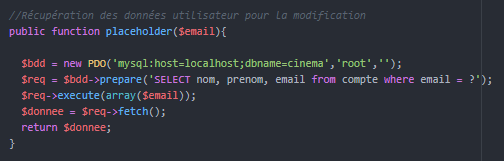 //Récupération des données utilisateur pour la modification
public function placeholder($email){
$bdd = new PDO('mysql:host=localhost;dbname=cinema','root','');
$req = $bdd->prepare('SELECT nom, prenom, email from compte where email = ?');
$req->execute(array($email));
$donnee = $req->fetch();
return $donnee;
}